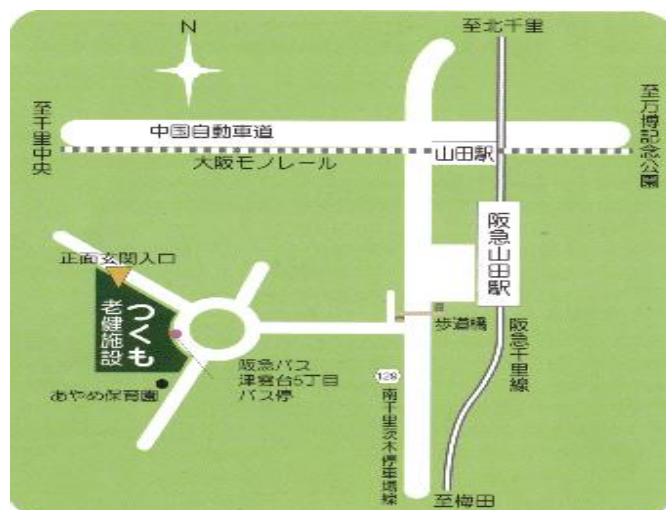 N
至北千里
中国自動車道
至千里中央
至万博記念公園
大阪モノレール
山田駅
正面玄関入口
阪急山田駅
つくも
老健施設
歩道橋
阪急千里線
阪急バス
津雲台5丁目
バス停
あやめ保育園
129
南千里茨木停車場線
至梅田